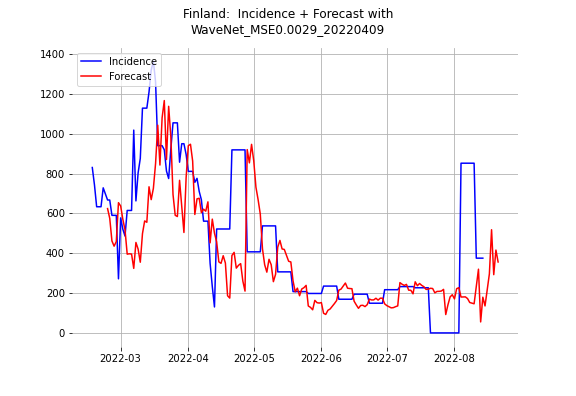 Finland:  Incidence + Forecast with
WaveNet_MSE0.0029_20220409
Incidence
Forecast
1400
1200
1000
800
600
400
200
0
2022-03 2022-04 2022-05 2022-06 2022-07 2022-08